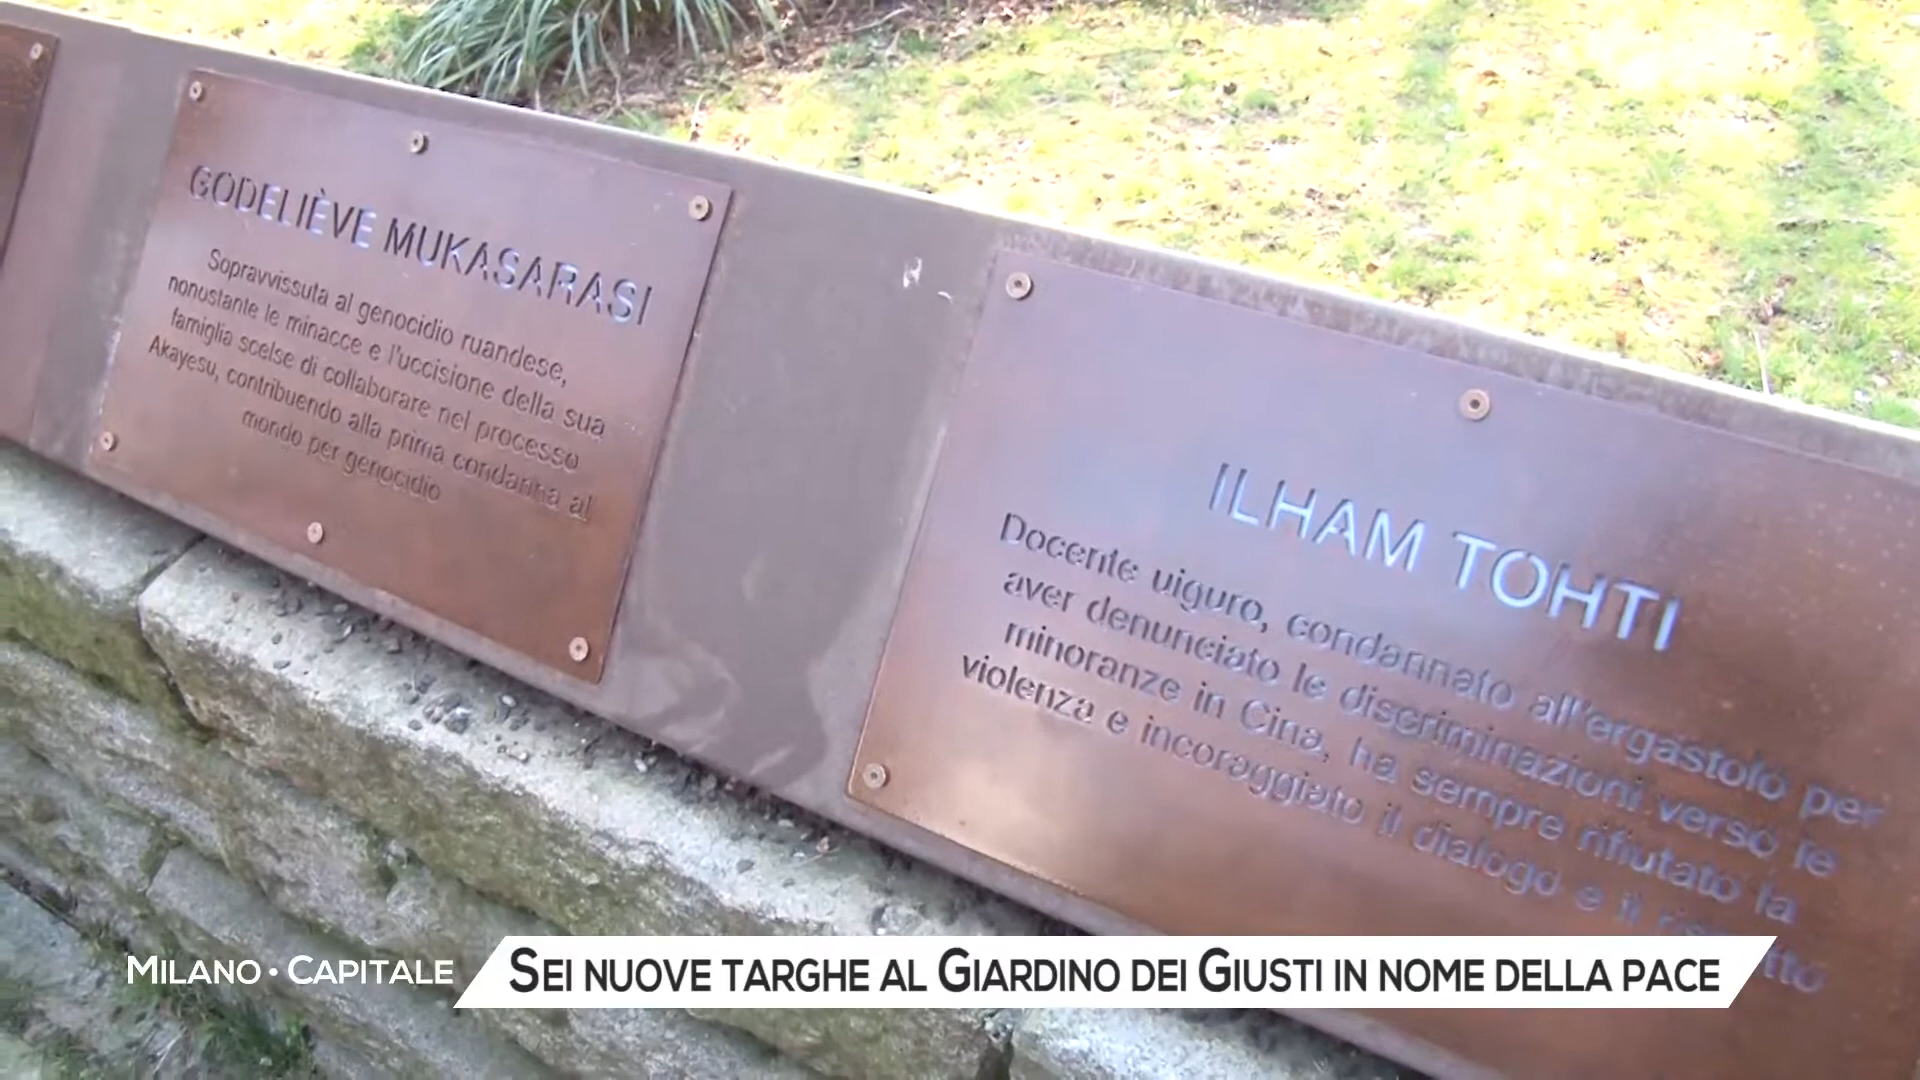 GODELIÈVE MUKASARASI
Sopravvissuta al genocidio ruandese,
nonostante le minacce e l'uccisione della sua
famiglia scelse di collaborare nel processo
Akayesu, contribuendo alla prima condanna al
mondo per genocidio
ILHAM TOHTI
Docente uiguro, condannato all'ergastolo per
aver denunciato le discriminazioni verso le
minoranze in Cina, ha sempre rifiutato la
violenza e incoraggiato il dialogo e il
MILANO • CAPITALE
SEI NUOVE TARGHE AL GIARDINO DEI GIUSTI IN NOME DELLA PACE